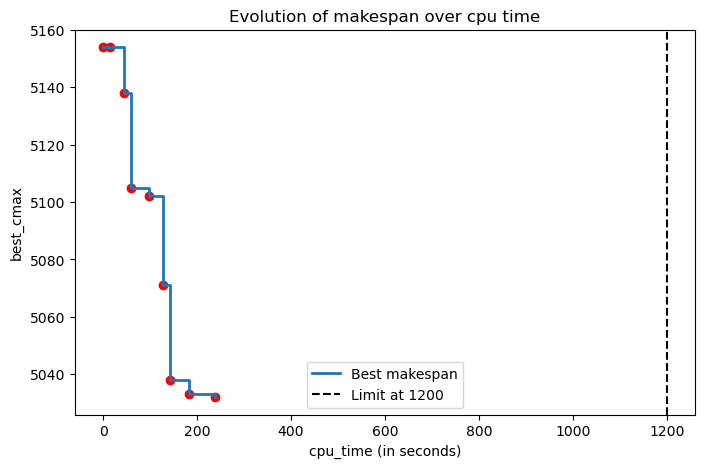 Evolution of makespan over cpu time
best_cmax
5160
5140
5120
5100
5080
5060
5040
0
200
400
600
800
1000
1200
cpu_time (in seconds)
Best makespan
Limit at 1200